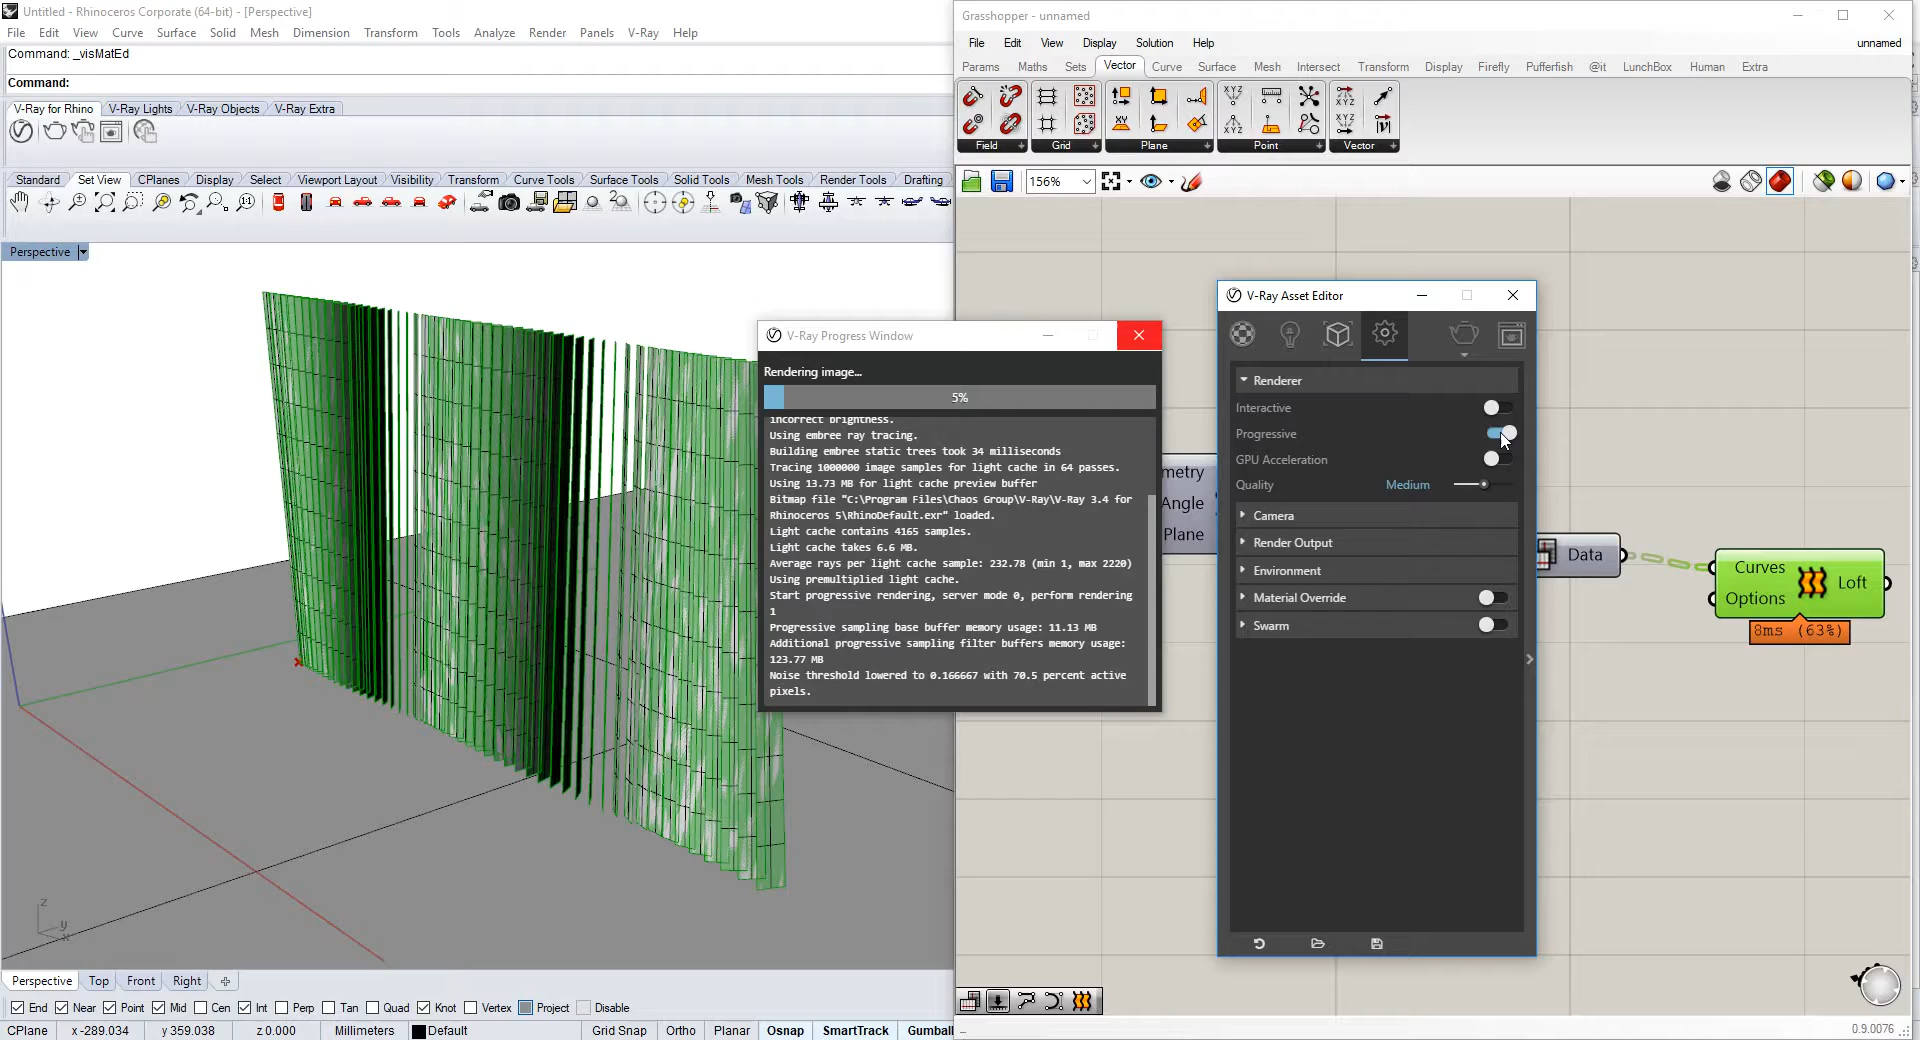 Untitled - Rhinoceros Corporate (64-bit) - [Perspective]
File Edit View Curve Surface Solid Mesh Dimension Transform Tools Analyze Render Panels V-Ray Help
Command: _visMatEd
Command:
V-Ray for Rhino V-Ray Lights V-Ray Objects V-Ray Extra
Standard Set View CPlanes Display Select Viewport Layout Visibility Transform Curve Tools Surface Tools Solid Tools Mesh Tools Render Tools Drafting
Perspective
z
y
x
Perspective Top Front Right
End Near Point Mid Cen Int Perp Tan Quad Knot Vertex Project Disable
CPlane x -289.034 y 359.038 z 0.000 Millimeters Default Grid Snap Ortho Planar Osnap SmartTrack Gumball
Grasshopper - unnamed
File Edit View Display Solution Help unnamed
Params Maths Sets Vector Curve Surface Mesh Intersect Transform Display Firefly Pufferfish @it LunchBox Human Extra
XY XYZ XYZ XYZ XYZ
Field Grid Plane Point Vector
156%
V-Ray Progress Window
Rendering image...
5%
incorrect brightness.
Using embree ray tracing.
Building embree static trees took 34 milliseconds
Tracing 1000000 image samples for light cache in 64 passes.
Using 13.73 MB for light cache preview buffer
Bitmap file "C:\Program Files\Chaos Group\V-Ray\V-Ray 3.4 for
Rhinoceros 5\RhinoDefault.exr" loaded.
Light cache contains 4165 samples.
Light cache takes 6.6 MB.
Average rays per light cache sample: 232.78 (min 1, max 2220)
Using premultiplied light cache.
Start progressive rendering, server mode 0, perform rendering
1
Progressive sampling base buffer memory usage: 11.13 MB
Additional progressive sampling filter buffers memory usage:
123.77 MB
Noise threshold lowered to 0.166667 with 70.5 percent active
pixels.
V-Ray Asset Editor
Renderer
Interactive
Progressive
GPU Acceleration
Quality Medium
Camera
Render Output
Environment
Material Override
Swarm
metry
Angle
Plane
Data
Curves
Options
Loft
8ms (63%)
0.9.0076